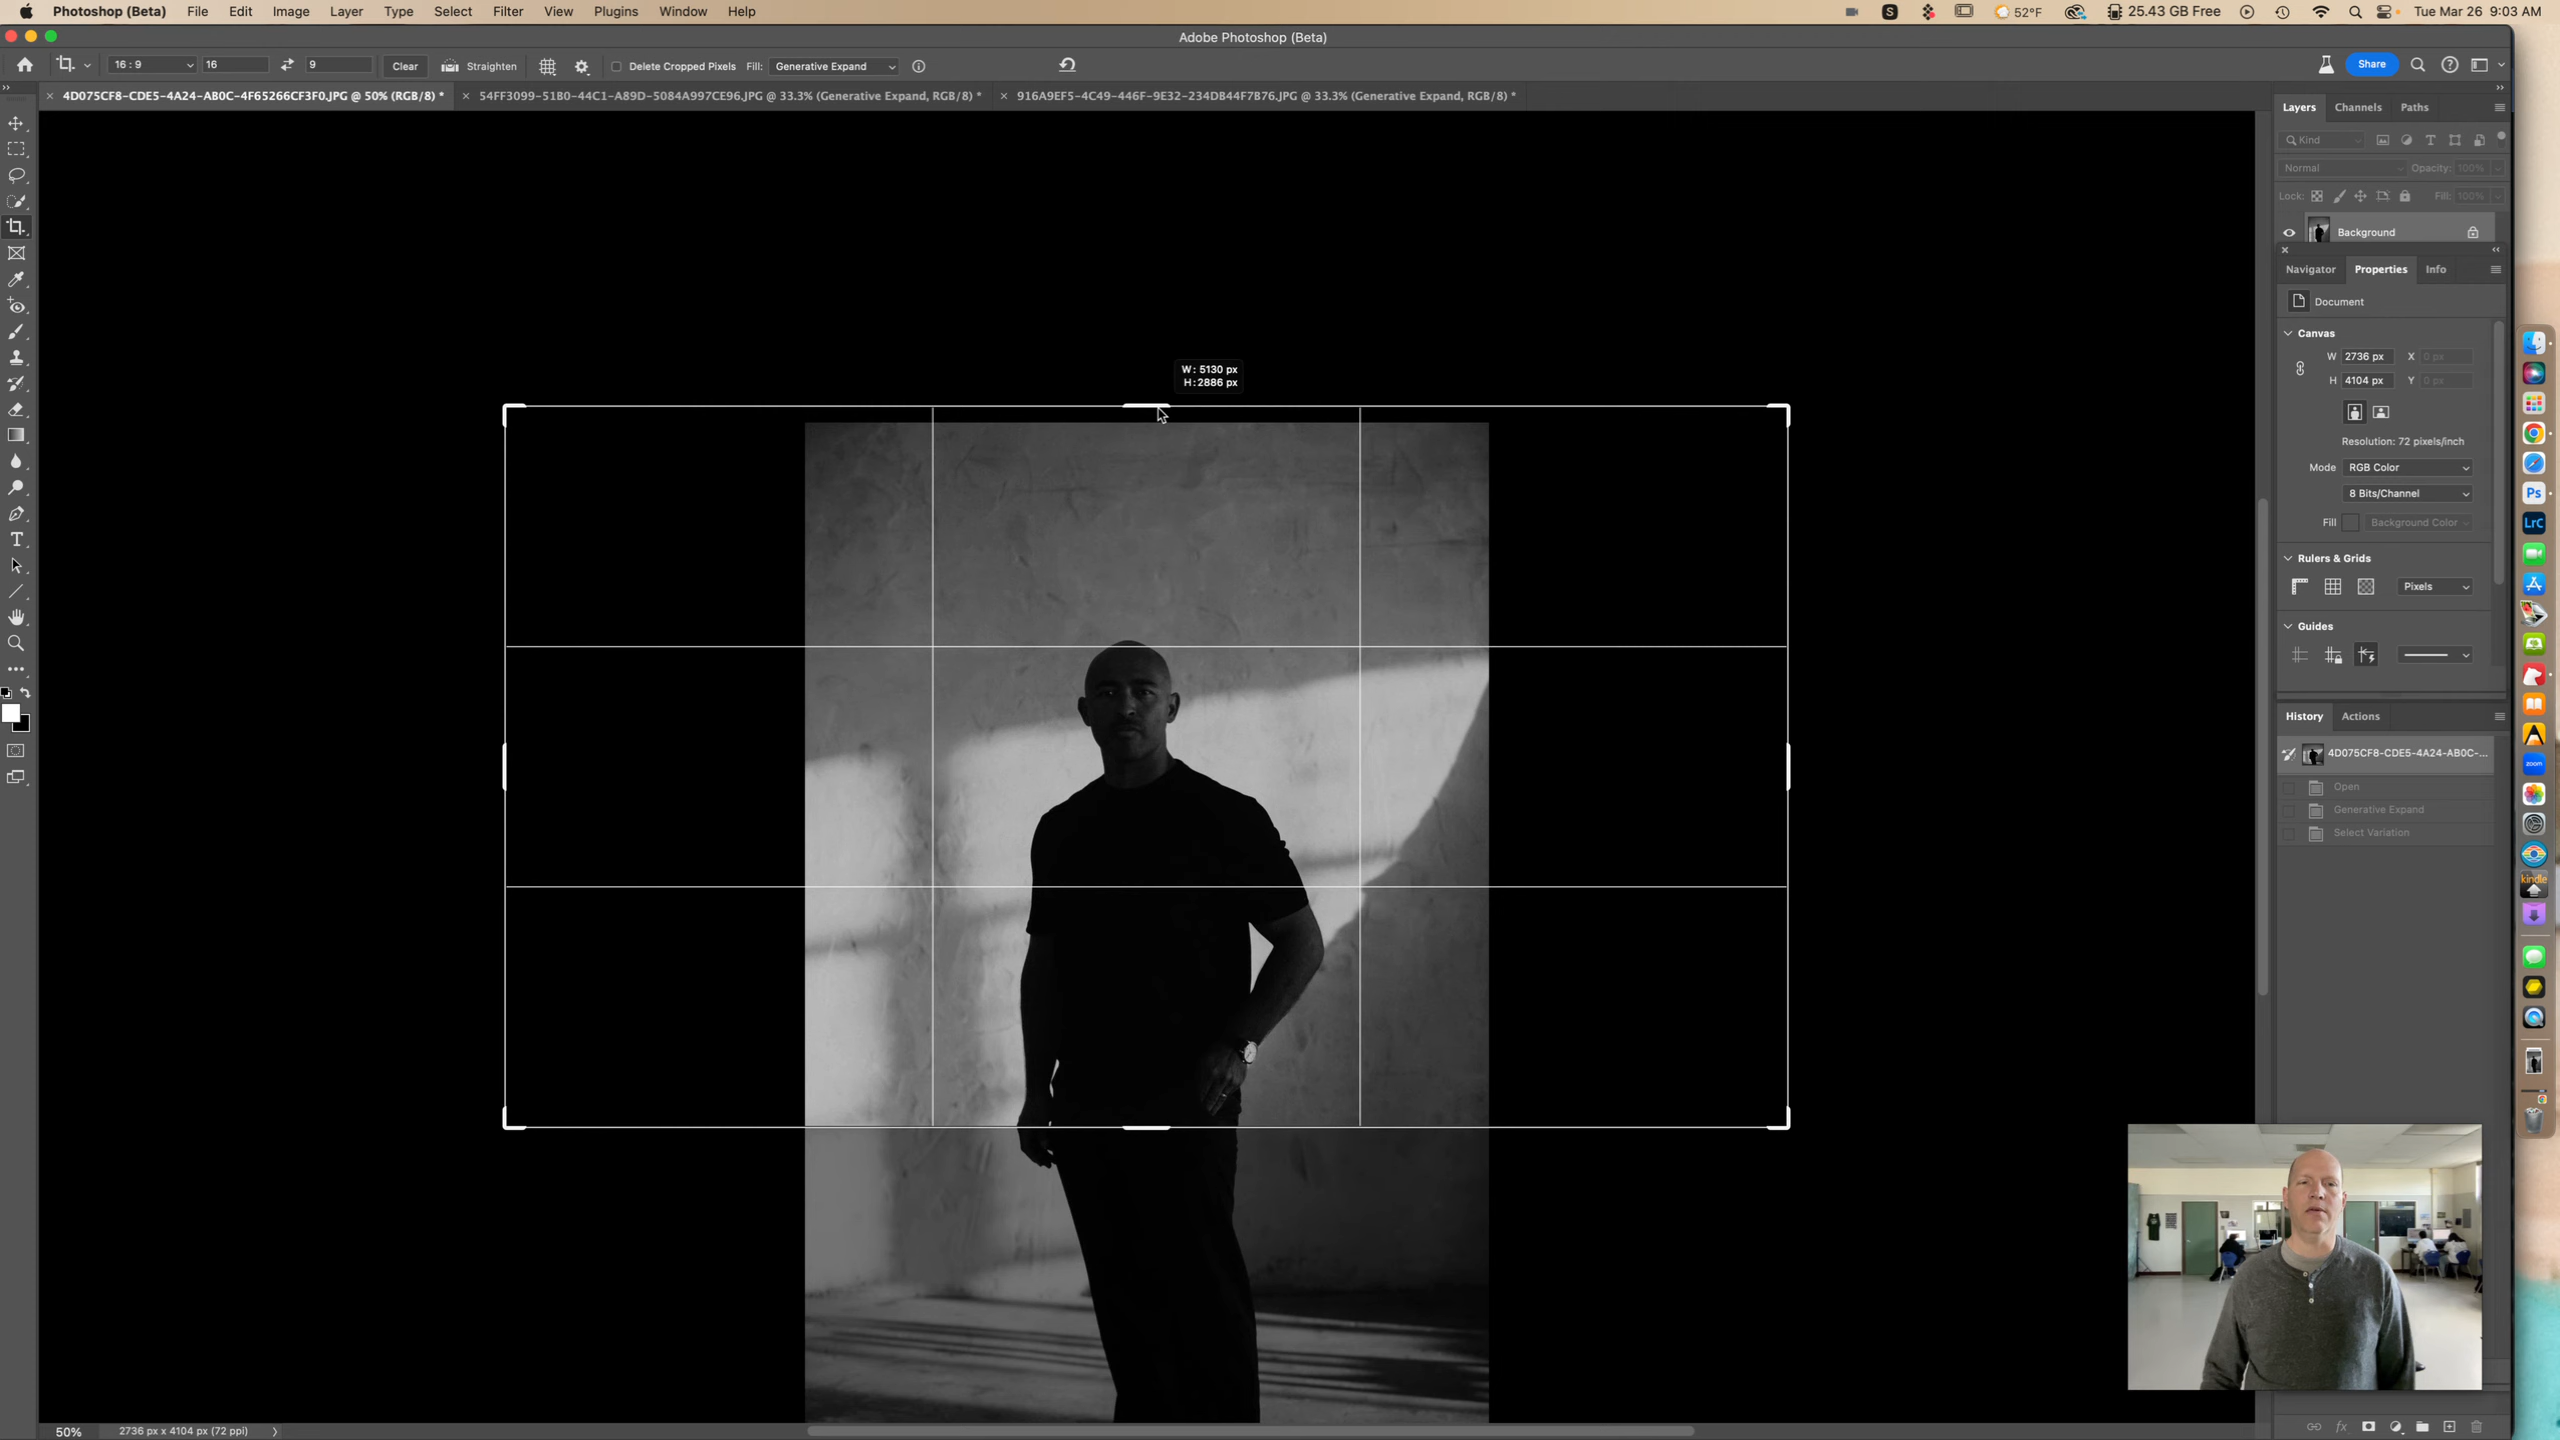 Photoshop (Beta) File Edit Image Layer Type Select Filter View Plugins Window Help
S 52°F 25.43 GB Free Tue Mar 26 9:03 AM
Adobe Photoshop (Beta)
16 : 9 16 9 Clear Straighten Delete Cropped Pixels Fill: Generative Expand Share
4D075CF8-CDE5-4A24-AB0C-4F65266CF3F0.JPG @ 50% (RGB/8) * 54FF3099-51B0-44C1-A89D-5084A997CE96.JPG @ 33.3% (Generative Expand, RGB/8) * 916A9EF5-4C49-446F-9E32-234DB44F7B76.JPG @ 33.3% (Generative Expand, RGB/8) *
Layers Channels Paths
Kind
Normal Opacity: 100%
Lock: Fill: 100%
Background
Navigator Properties Info
Document
Canvas
W 2736 px X 0 px
H 4104 px Y 0 px
Resolution: 72 pixels/inch
Mode RGB Color
8 Bits/Channel
Fill Background Color
Rulers & Grids
Pixels
Guides
History Actions
4D075CF8-CDE5-4A24-AB0C-...
Open
Generative Expand
Select Variation
W: 5130 px
H: 2886 px
T
Ps
LrC
zoom
kindle
fx
50% 2736 px x 4104 px (72 ppi)